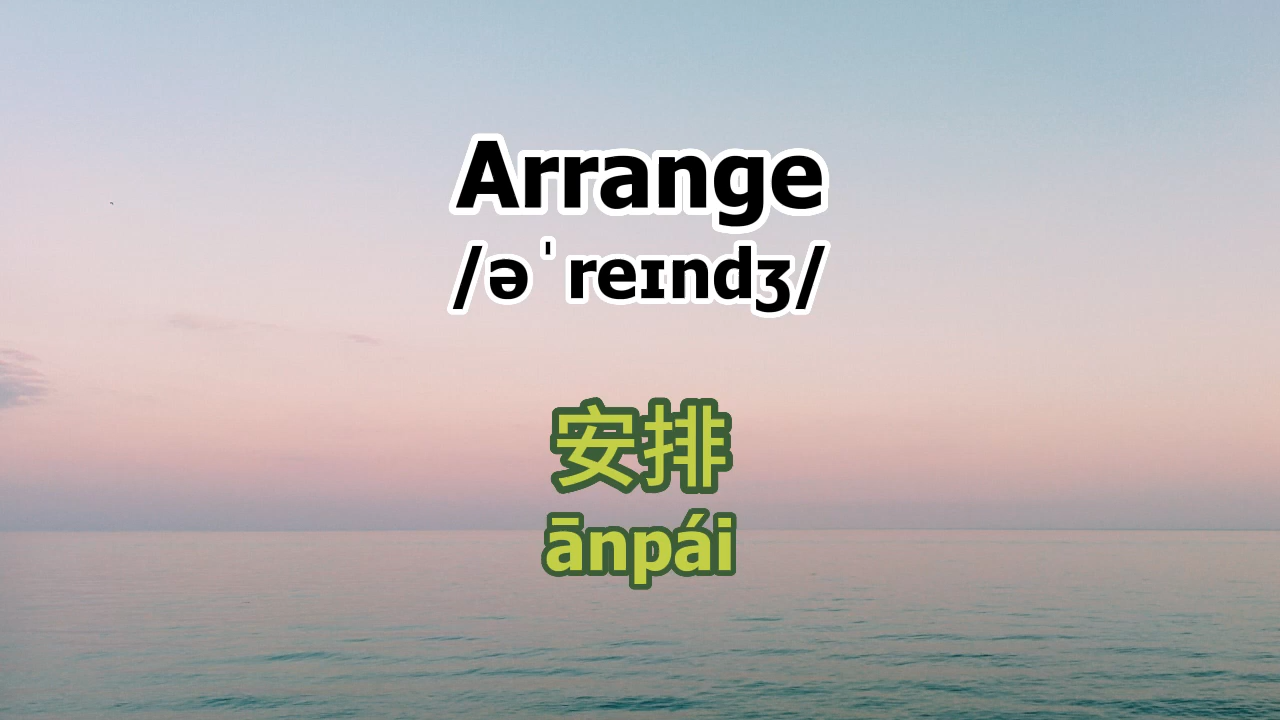 Arrange
/əˈreɪndʒ/
安排
ānpái